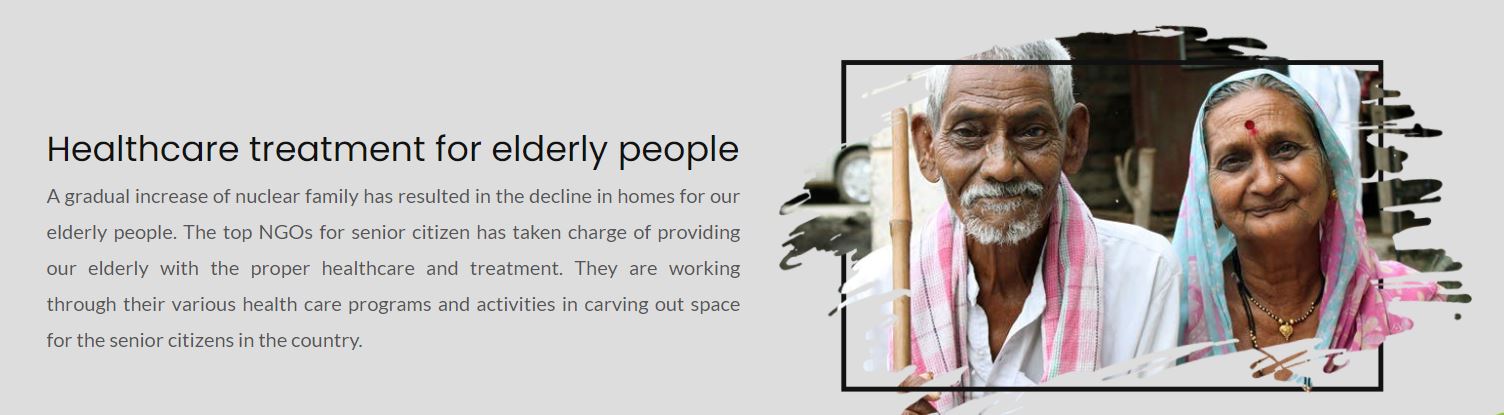 Healthcare treatment for elderly people
A gradual increase of nuclear family has resulted in the decline in homes for our
elderly people. The top NGOs for senior citizen has taken charge of providing
our elderly with the proper healthcare and treatment. They are working
through their various health care programs and activities in carving out space
for the senior citizens in the country.